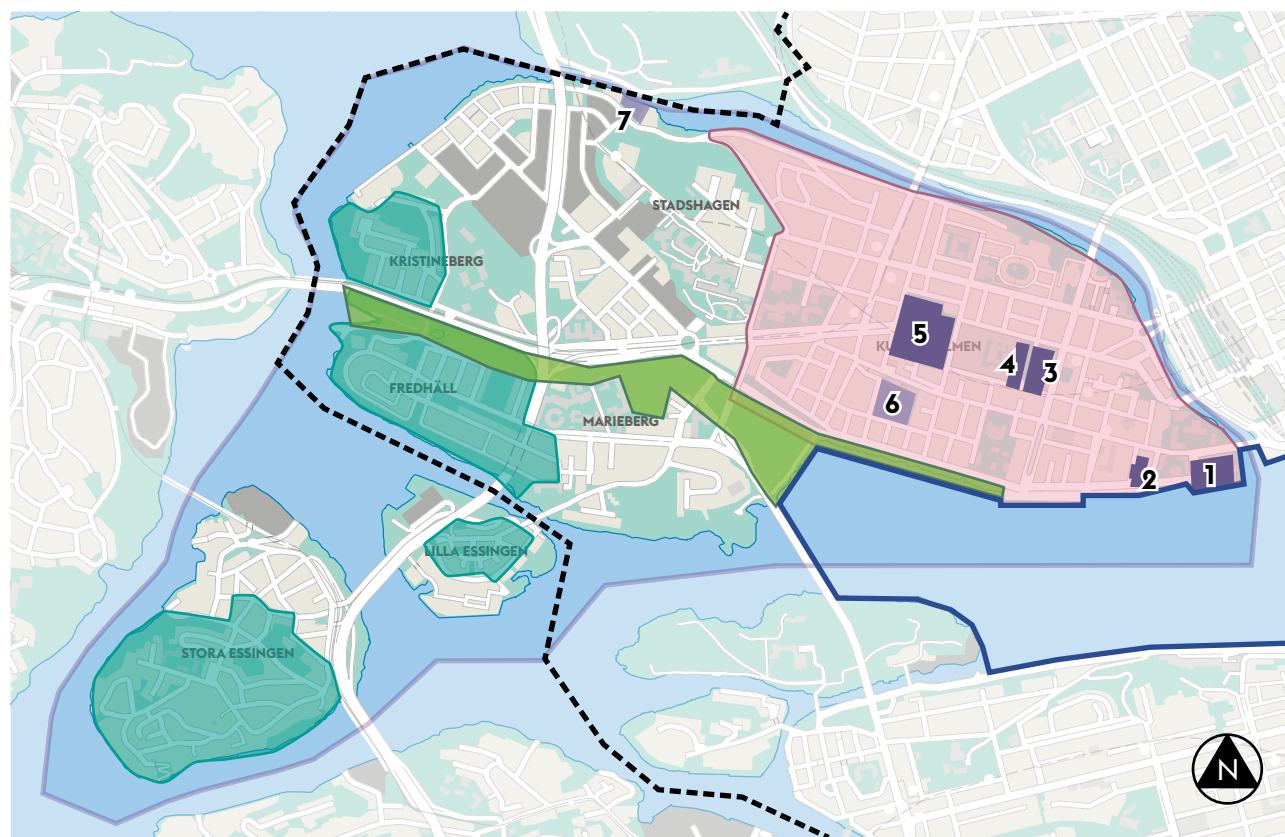 7
STADSHAGEN
KRISTINEBERG
5
4
3
FREDHÄLL
6
MARIEBERG
2
1
LILLA ESSINGEN
STORA ESSINGEN
N